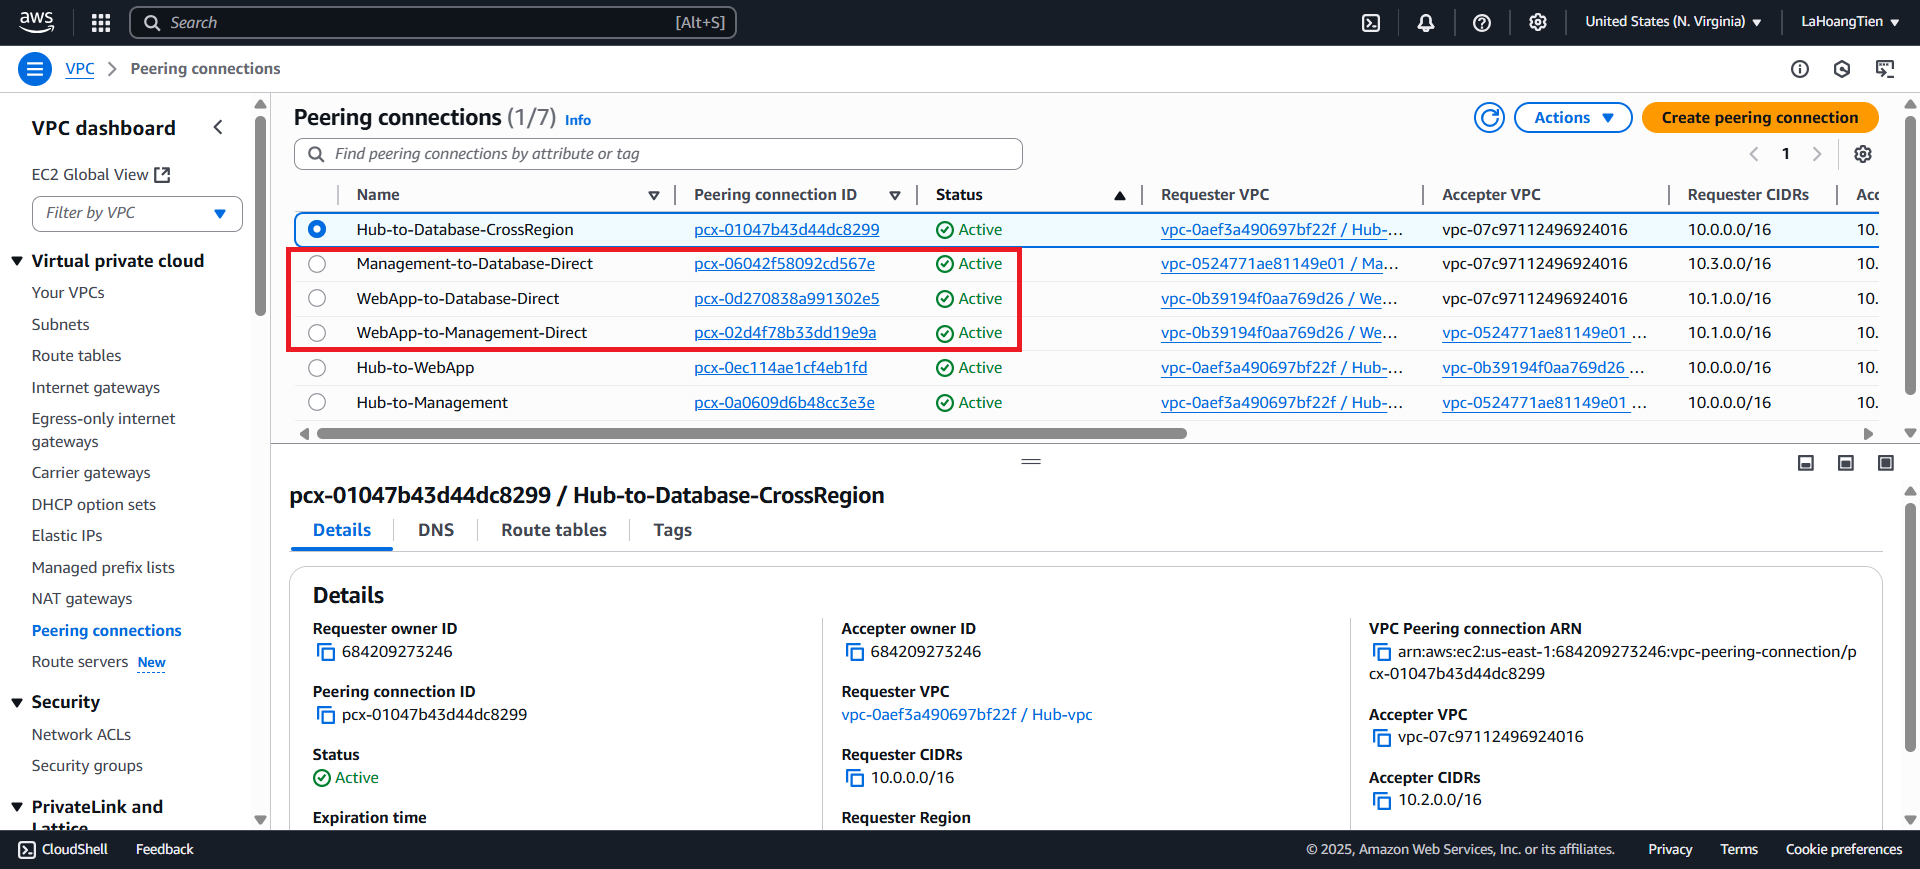 aws
Search
[Alt+S]
United States (N. Virginia)
LaHoangTien
VPC
Peering connections
VPC dashboard
EC2 Global View
Filter by VPC
Virtual private cloud
Your VPCs
Subnets
Route tables
Internet gateways
Egress-only internet
gateways
Carrier gateways
DHCP option sets
Elastic IPs
Managed prefix lists
NAT gateways
Peering connections
Route servers New
Security
Network ACLs
Security groups
PrivateLink and
Lattice
Peering connections (1/7) Info
Actions
Create peering connection
Find peering connections by attribute or tag
1
Name Peering connection ID Status Requester VPC Accepter VPC Requester CIDRs Acc
Hub-to-Database-CrossRegion pcx-01047b43d44dc8299 Active vpc-0aef3a490697bf22f / Hub-... vpc-07c97112496924016 10.0.0.0/16 10.
Management-to-Database-Direct pcx-06042f58092cd567e Active vpc-0524771ae81149e01 / Ma... vpc-07c97112496924016 10.3.0.0/16 10.
WebApp-to-Database-Direct pcx-0d270838a991302e5 Active vpc-0b39194f0aa769d26 / We... vpc-07c97112496924016 10.1.0.0/16 10.
WebApp-to-Management-Direct pcx-02d4f78b33dd19e9a Active vpc-0b39194f0aa769d26 / We... vpc-0524771ae81149e01 ... 10.1.0.0/16 10.
Hub-to-WebApp pcx-0ec114ae1cf4eb1fd Active vpc-0aef3a490697bf22f / Hub-... vpc-0b39194f0aa769d26 ... 10.0.0.0/16 10.
Hub-to-Management pcx-0a0609d6b48cc3e3e Active vpc-0aef3a490697bf22f / Hub-... vpc-0524771ae81149e01 ... 10.0.0.0/16 10.
pcx-01047b43d44dc8299 / Hub-to-Database-CrossRegion
Details DNS Route tables Tags
Details
Requester owner ID
684209273246
Peering connection ID
pcx-01047b43d44dc8299
Status
Active
Expiration time
Accepter owner ID
684209273246
Requester VPC
vpc-0aef3a490697bf22f / Hub-vpc
Requester CIDRs
10.0.0.0/16
Requester Region
VPC Peering connection ARN
arn:aws:ec2:us-east-1:684209273246:vpc-peering-connection/p
cx-01047b43d44dc8299
Accepter VPC
vpc-07c97112496924016
Accepter CIDRs
10.2.0.0/16
CloudShell
Feedback
© 2025, Amazon Web Services, Inc. or its affiliates.
Privacy
Terms
Cookie preferences